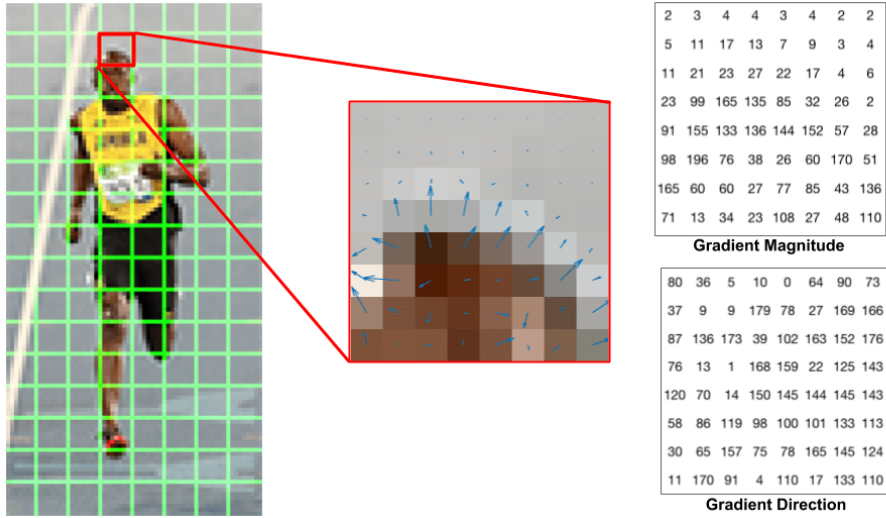 2 3 4 4 3 4 2 2
5 11 17 13 7 9 3 4
11 21 23 27 22 17 4 6
23 99 165 135 85 32 26 2
91 155 133 136 144 152 57 28
98 196 76 38 26 60 170 51
165 60 60 27 77 85 43 136
71 13 34 23 108 27 48 110
Gradient Magnitude
80 36 5 10 0 64 90 73
37 9 9 179 78 27 169 166
87 136 173 39 102 163 152 176
76 13 1 168 159 22 125 143
120 70 14 150 145 144 145 143
58 86 119 98 100 101 133 113
30 65 157 75 78 165 145 124
11 170 91 4 110 17 133 110
Gradient Direction